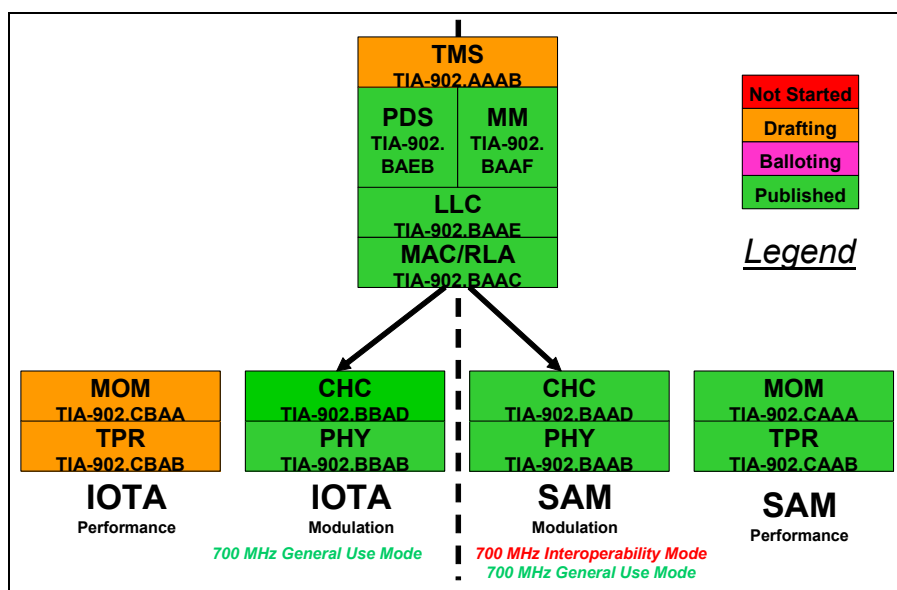 TMS
TIA-902.AAAB
PDS
TIA-902.
BAEB
MM
TIA-902.
BAAF
LLC
TIA-902.BAAE
MAC/RLA
TIA-902.BAAC
Not Started
Drafting
Balloting
Published
Legend
MOM
TIA-902.CBAA
TPR
TIA-902.CBAB
IOTA
Performance
CHC
TIA-902.BBAD
PHY
TIA-902.BBAB
IOTA
Modulation
700 MHz General Use Mode
CHC
TIA-902.BAAD
PHY
TIA-902.BAAB
SAM
Modulation
700 MHz Interoperability Mode
700 MHz General Use Mode
MOM
TIA-902.CAAA
TPR
TIA-902.CAAB
SAM
Performance